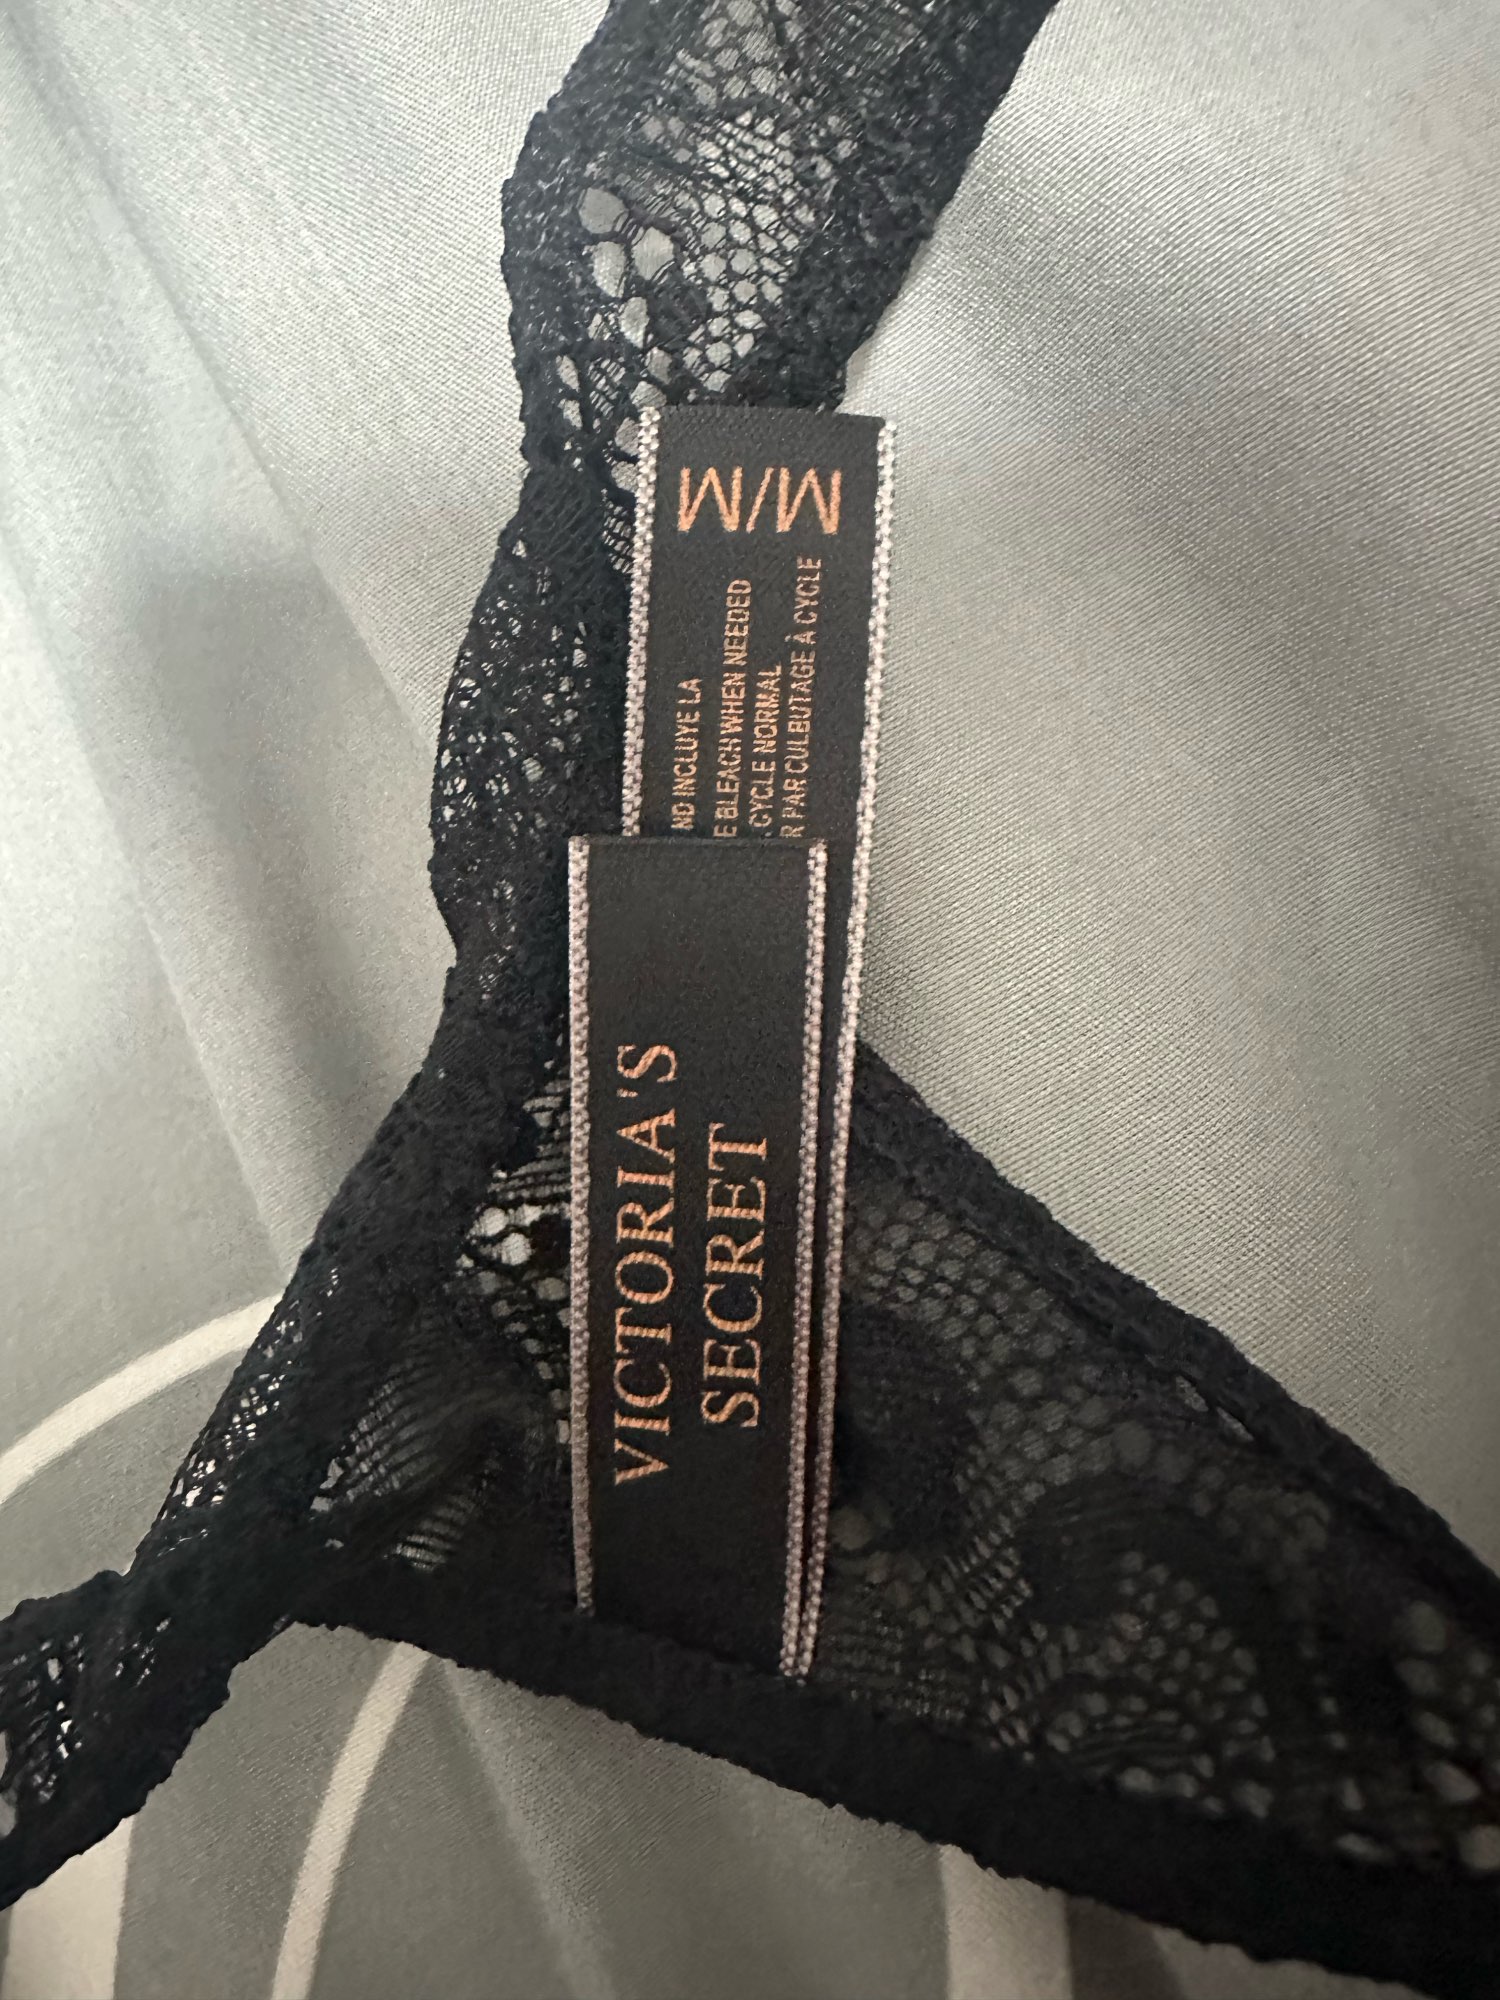 M/M
ND INCLUYE LA
E BLEACH WHEN NEEDED
CYCLE NORMAL
R PAR CULBUTAGE À CYCLE
VICTORIA'S
SECRET